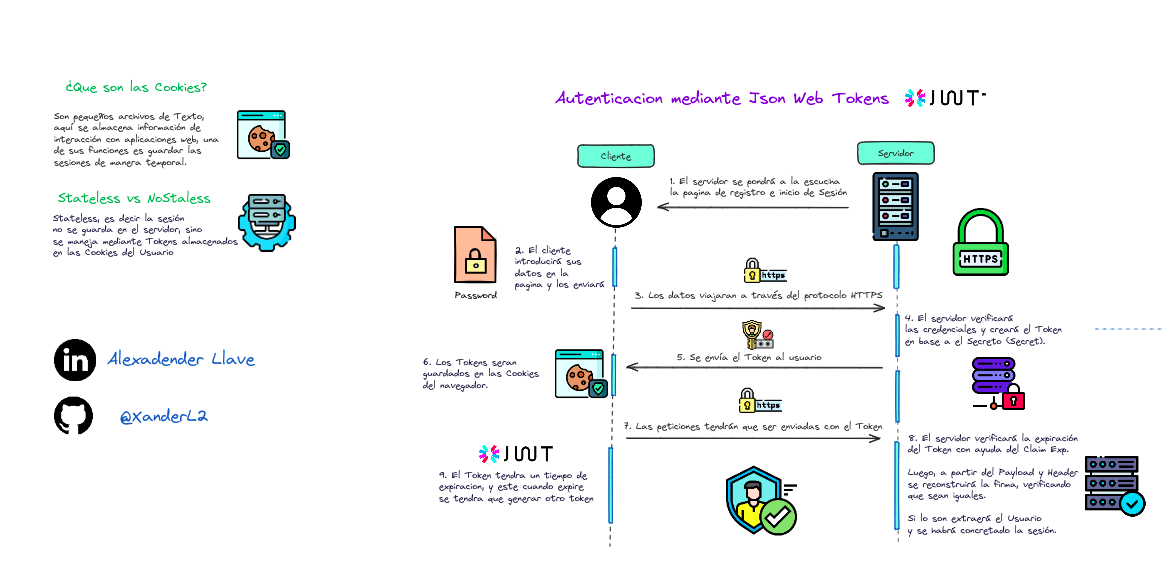 ¿Que son las Cookies?
Son pequeños archivos de Texto,
aquí se almacena información de
interacción con aplicaciones web, una
de sus funciones es guardar las
sesiones de manera temporal.
Stateless vs NoStaless
Stateless, es decir la sesión
no se guarda en el servidor, sino
se maneja mediante Tokens almacenados
en las Cookies del Usuario
in
Alexadender Llave
@XanderL2
Autenticacion mediante Json Web Tokens
JWT
Cliente
Servidor
1. El servidor se pondrá a la escucha
la pagina de registro e inicio de Sesión
HTTPS
Password
2. El cliente
introducirá sus
datos en la
pagina y los enviará
https
3. Los datos viajaran a través del protocolo HTTPS
4. El servidor verificará
las credenciales y creará el Token
en base a el Secreto (Secret).
5. Se envía el Token al usuario
6. Los Tokens seran
guardados en las Cookies
del navegador.
https
7. Las peticiones tendrán que ser enviadas con el Token
8. El servidor verificará la expiración
del Token con ayuda del Claim Exp.
Luego, a partir del Payload y Header
se reconstruirá la firma, verificando
que sean iguales.
Si lo son extraerá el Usuario
y se habrá concretado la sesión.
JWT
9. El Token tendra un tiempo de
expiracion, y este cuando expire
se tendra que generar otro token